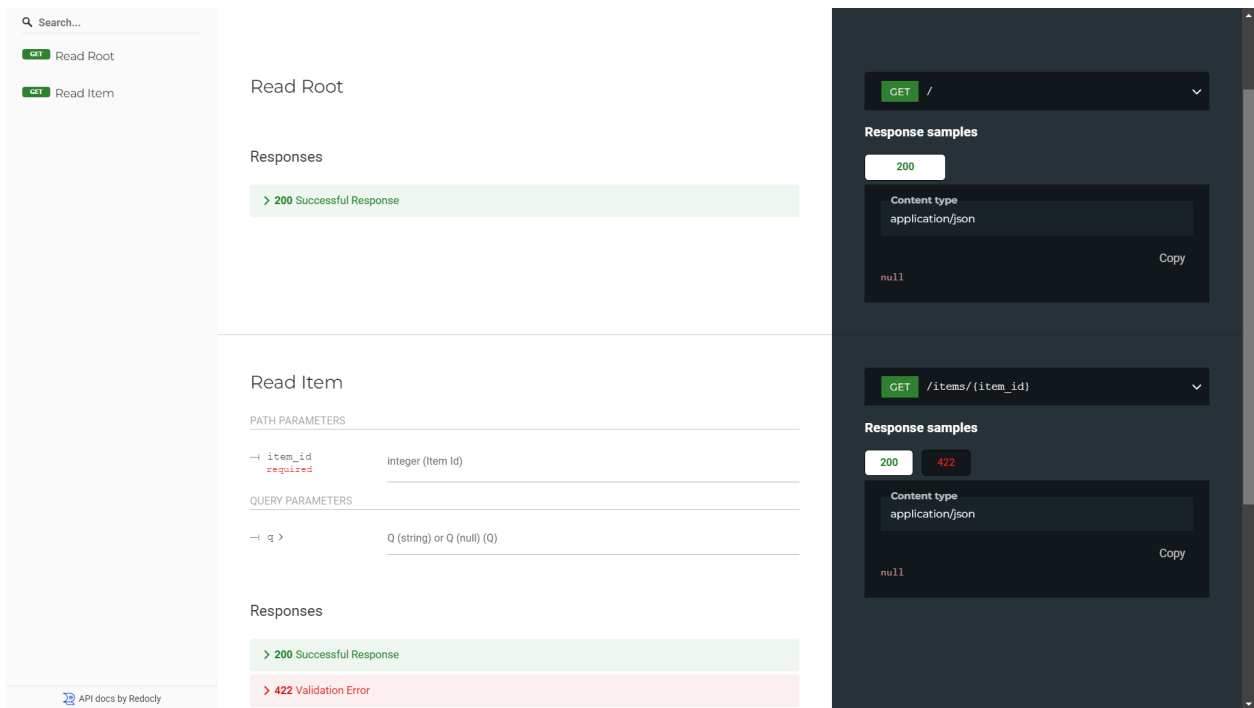 Search...
GET Read Root
GET Read Item
API docs by Redocly
Read Root
Responses
200 Successful Response
GET /
Response samples
200
Content type
application/json
Copy
null
Read Item
PATH PARAMETERS
item_id
required
integer (Item Id)
QUERY PARAMETERS
q
Q (string) or Q (null) (Q)
Responses
200 Successful Response
422 Validation Error
GET /items/{item_id}
Response samples
200 422
Content type
application/json
Copy
null